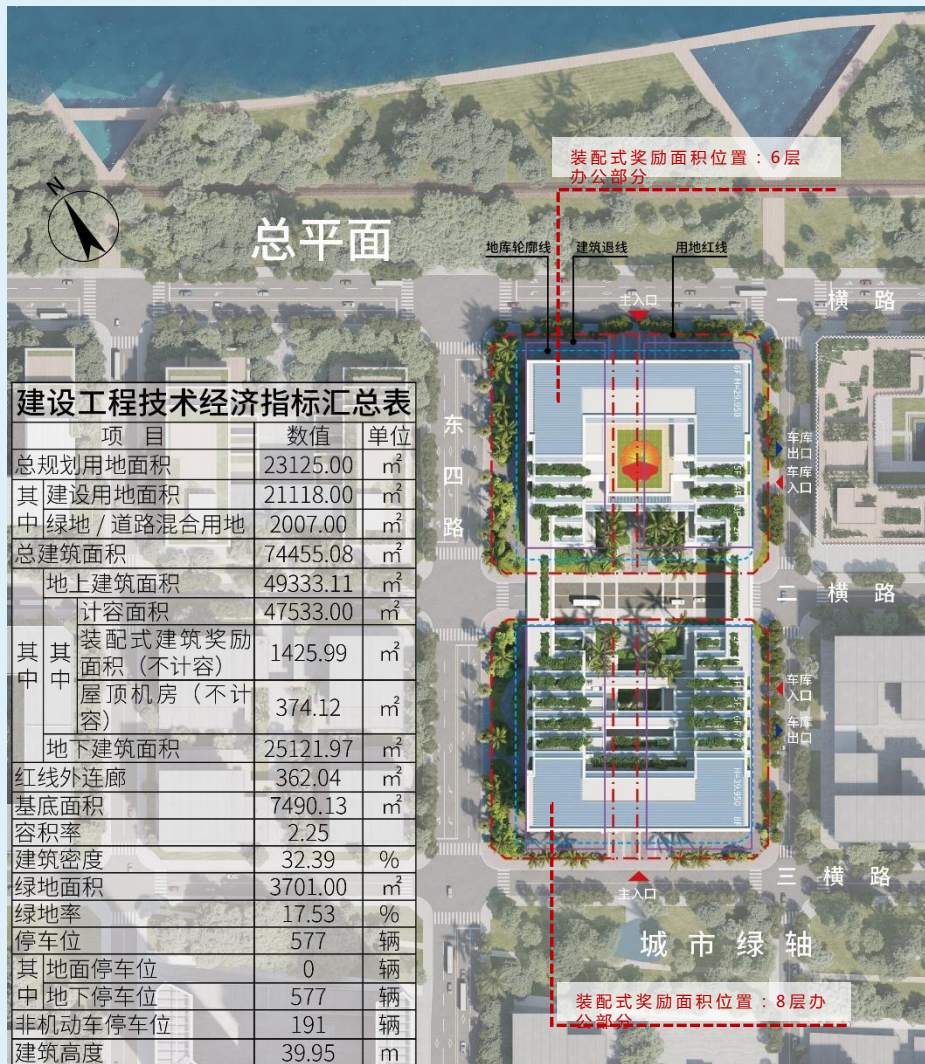 装配式奖励面积位置：6层
办公部分
N
总平面
地库轮廓线 建筑退线 用地红线
主入口
一横路
6F H=29.950
东四路
车库
出口
车库
入口
二横路
车库
入口
车库
出口
H=39.950 8F
三横路
主入口
城市绿轴
装配式奖励面积位置：8层办
公部分
建设工程技术经济指标汇总表
项 目 数值 单位
总规划用地面积 23125.00 ㎡
其中 建设用地面积 21118.00 ㎡
绿地/道路混合用地 2007.00 ㎡
总建筑面积 74455.08 ㎡
其中 地上建筑面积 49333.11 ㎡
其中 计容面积 47533.00 ㎡
装配式建筑奖励
面积（不计容） 1425.99 ㎡
屋顶机房（不计
容） 374.12 ㎡
地下建筑面积 25121.97 ㎡
红线外连廊 362.04 ㎡
基底面积 7490.13 ㎡
容积率 2.25
建筑密度 32.39 %
绿地面积 3701.00 ㎡
绿地率 17.53 %
停车位 577 辆
其中 地面停车位 0 辆
地下停车位 577 辆
非机动车停车位 191 辆
建筑高度 39.95 m